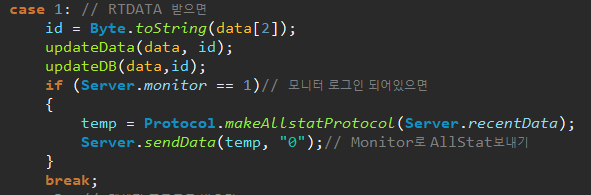 case 1: // RTDATA 받으면
id = Byte.toString(data[2]);
updateData(data, id);
updateDB(data,id);
if (Server.monitor == 1)// 모니터 로그인 되어있으면
{
temp = Protocol.makeAllstatProtocol(Server.recentData);
Server.sendData(temp, "0");// Monitor로 AllStat보내기
}
break;